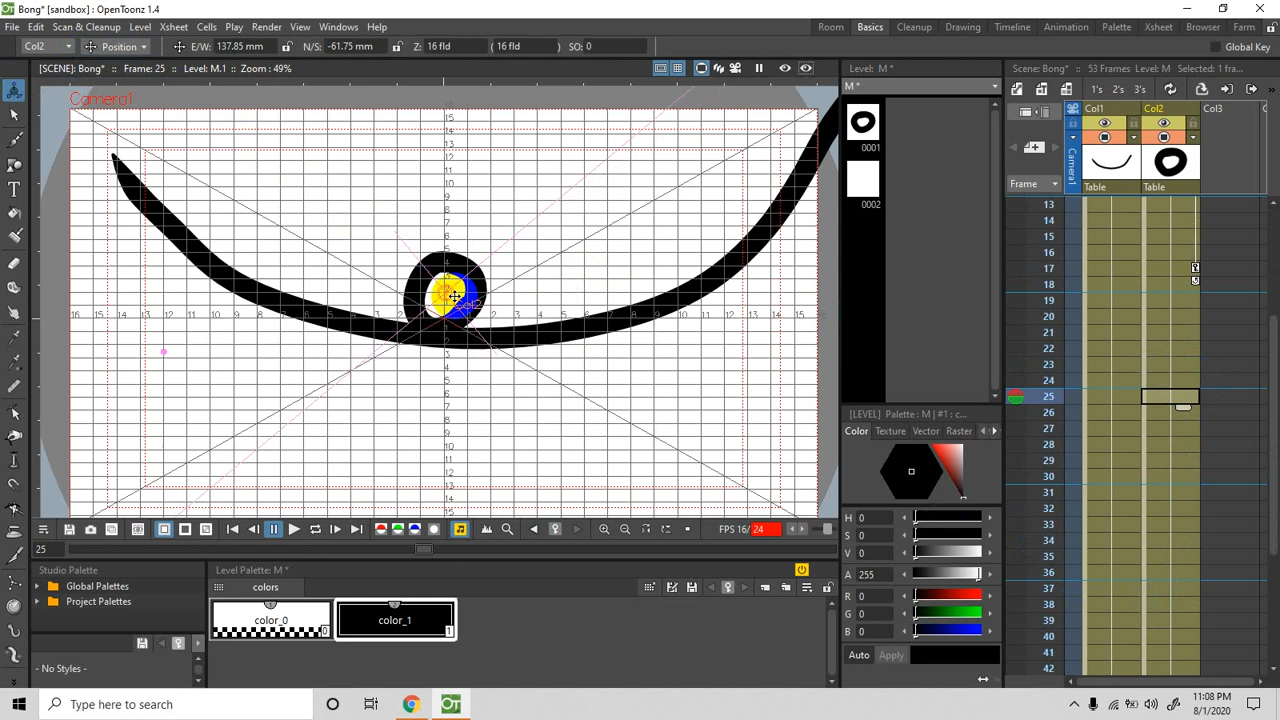 Bong* [sandbox] : OpenToonz 1.4
File Edit Scan & Cleanup Level Xsheet Cells Play Render View Windows Help
Room Basics Cleanup Drawing Timeline Animation Palette Xsheet Browser Farm
Col2 Position E/W: 137.85 mm N/S: -61.75 mm Z: 16 fld ( 16 fld ) SO: 0 Global Key
[SCENE]: Bong* :: Frame: 25 :: Level: M.1 :: Zoom : 49%
Level: M*
Scene: Bong* :: 53 Frames Level: M Selected: 1 fra...
M*
1's 2's 3's
Camera1
Col1 Col2 Col3
0001
0002
Camera1
Table Table
Frame
13
14
15
16
17
19
20
21
22
23
24
25
26
27
28
29
30
31
32
33
34
35
36
37
38
39
40
41
42
Col2
[LEVEL] Palette : M | #1 : c...
Color Texture Vector Raster
H 0
S 0
V 0
A 255
R 0
G 0
B 0
Auto Apply
FPS 16/ 24
25
Studio Palette
Global Palettes
Project Palettes
- No Styles -
Level Palette: M*
colors
color_0 0
color_1 1
Type here to search
11:08 PM
8/1/2020